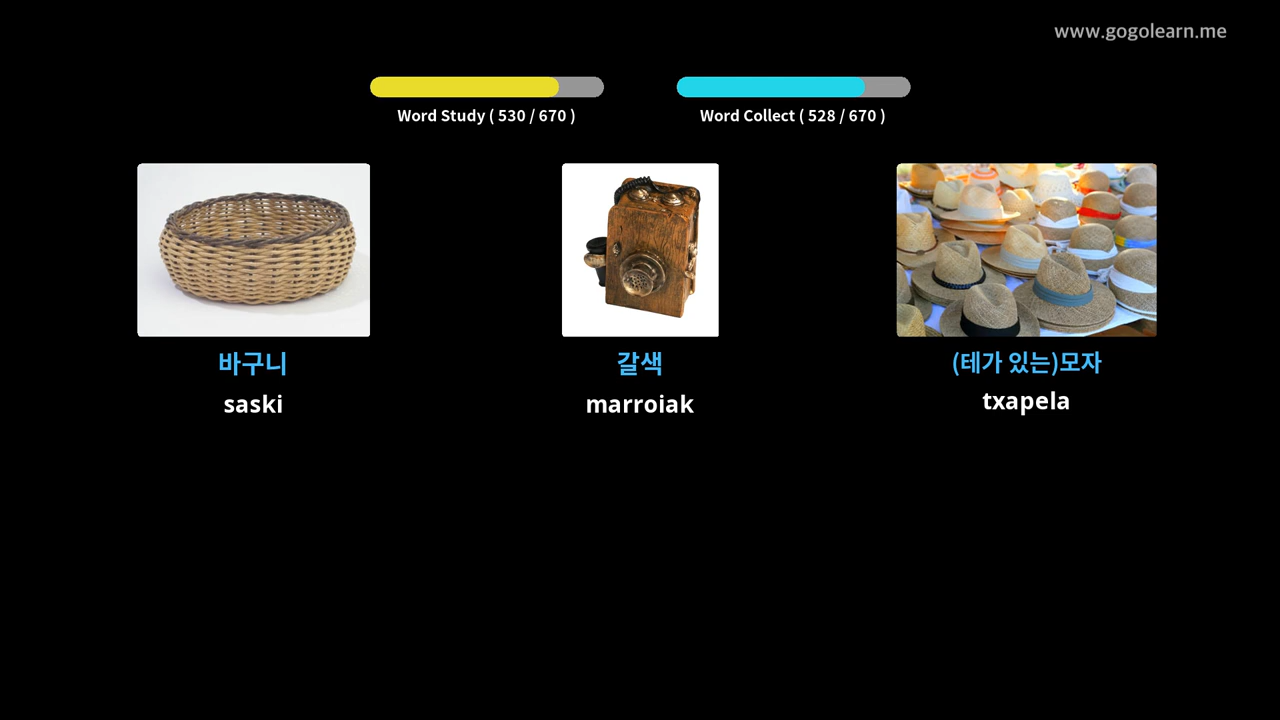 www.gogolearn.me
Word Study ( 530 / 670 )
Word Collect ( 528 / 670 )
바구니
갈색
(테가 있는)모자
saski
marroiak
txapela